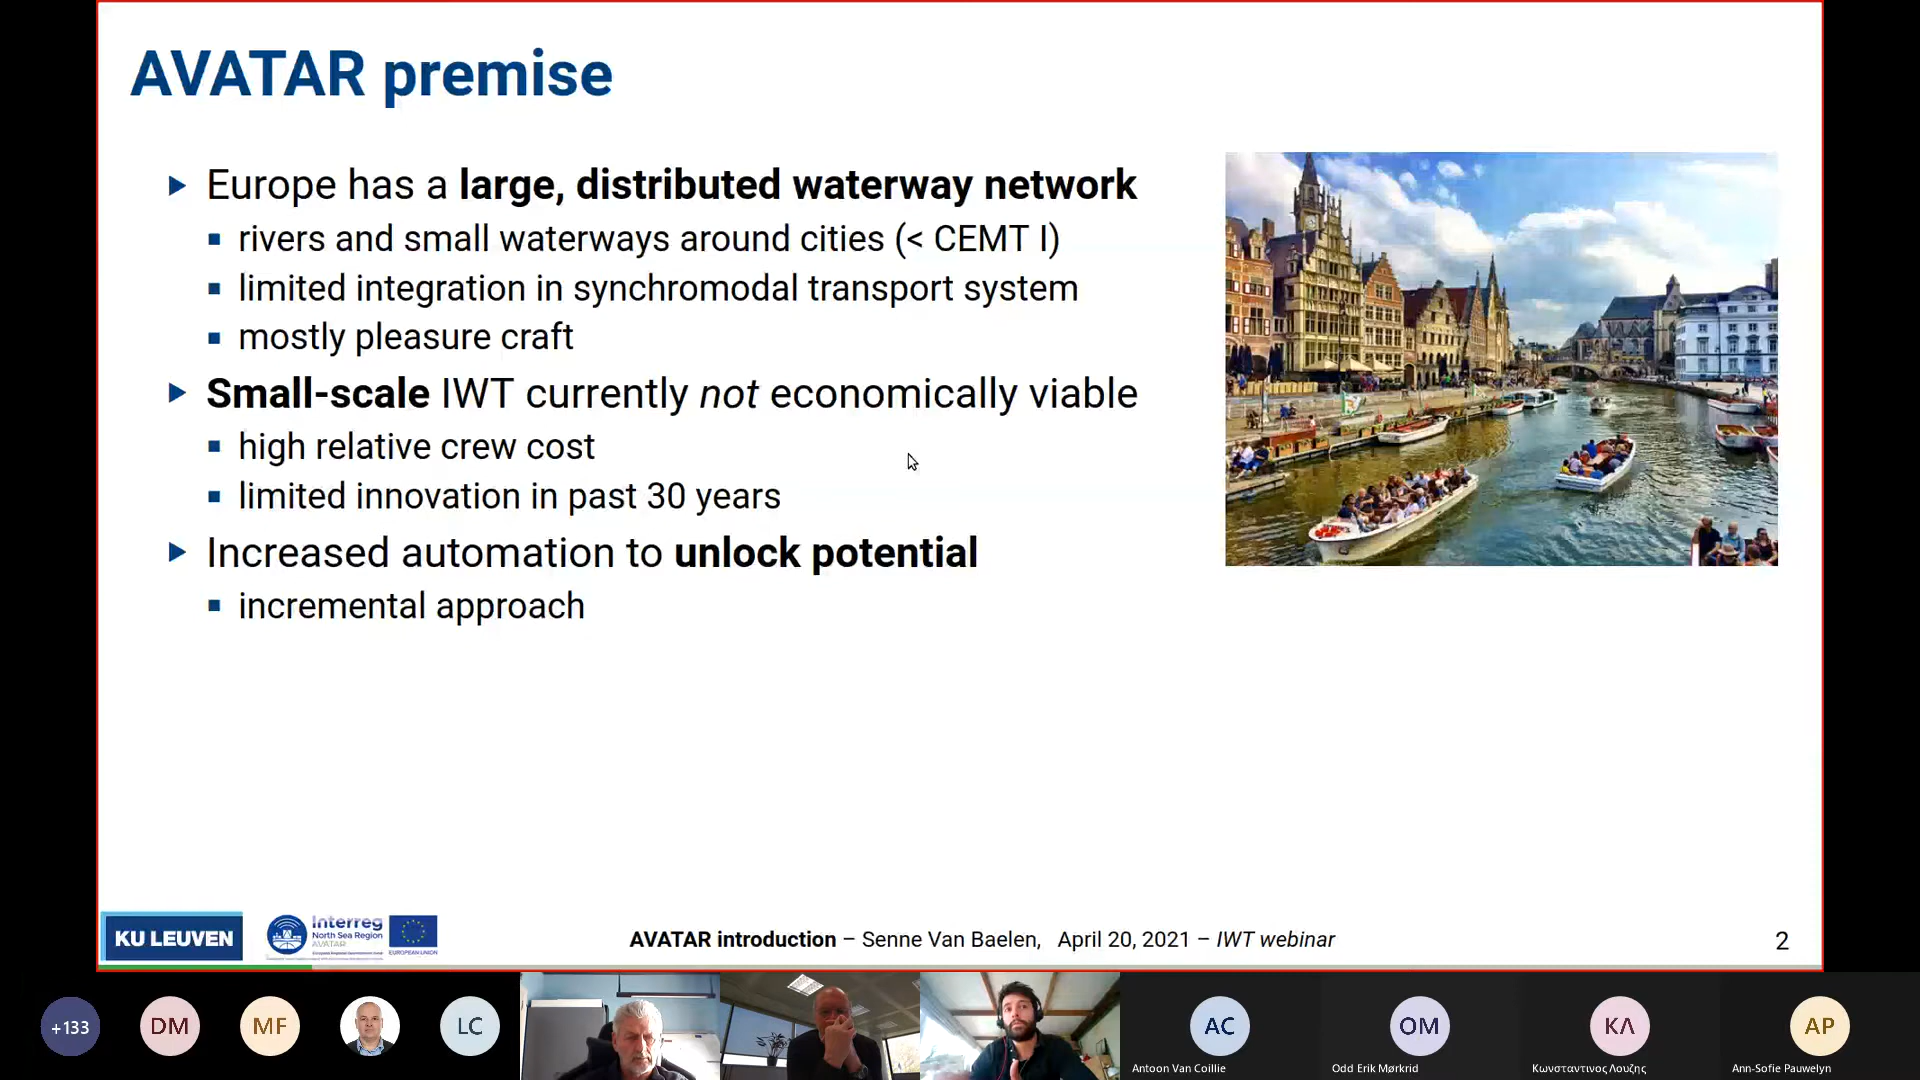 AVATAR premise
Europe has a large, distributed waterway network
rivers and small waterways around cities (< CEMT I)
limited integration in synchromodal transport system
mostly pleasure craft
Small-scale IWT currently not economically viable
high relative crew cost
limited innovation in past 30 years
Increased automation to unlock potential
incremental approach
KU LEUVEN
Interreg
North Sea Region
AVATAR
EUROPEAN UNION
AVATAR introduction – Senne Van Baelen, April 20, 2021 – IWT webinar
2
+133
DM
MF
LC
AC
OM
ΚΛ
AP
Antoon Van Coillie
Odd Erik Mørkrid
Κωνσταντινος Λουζης
Ann-Sofie Pauwelyn